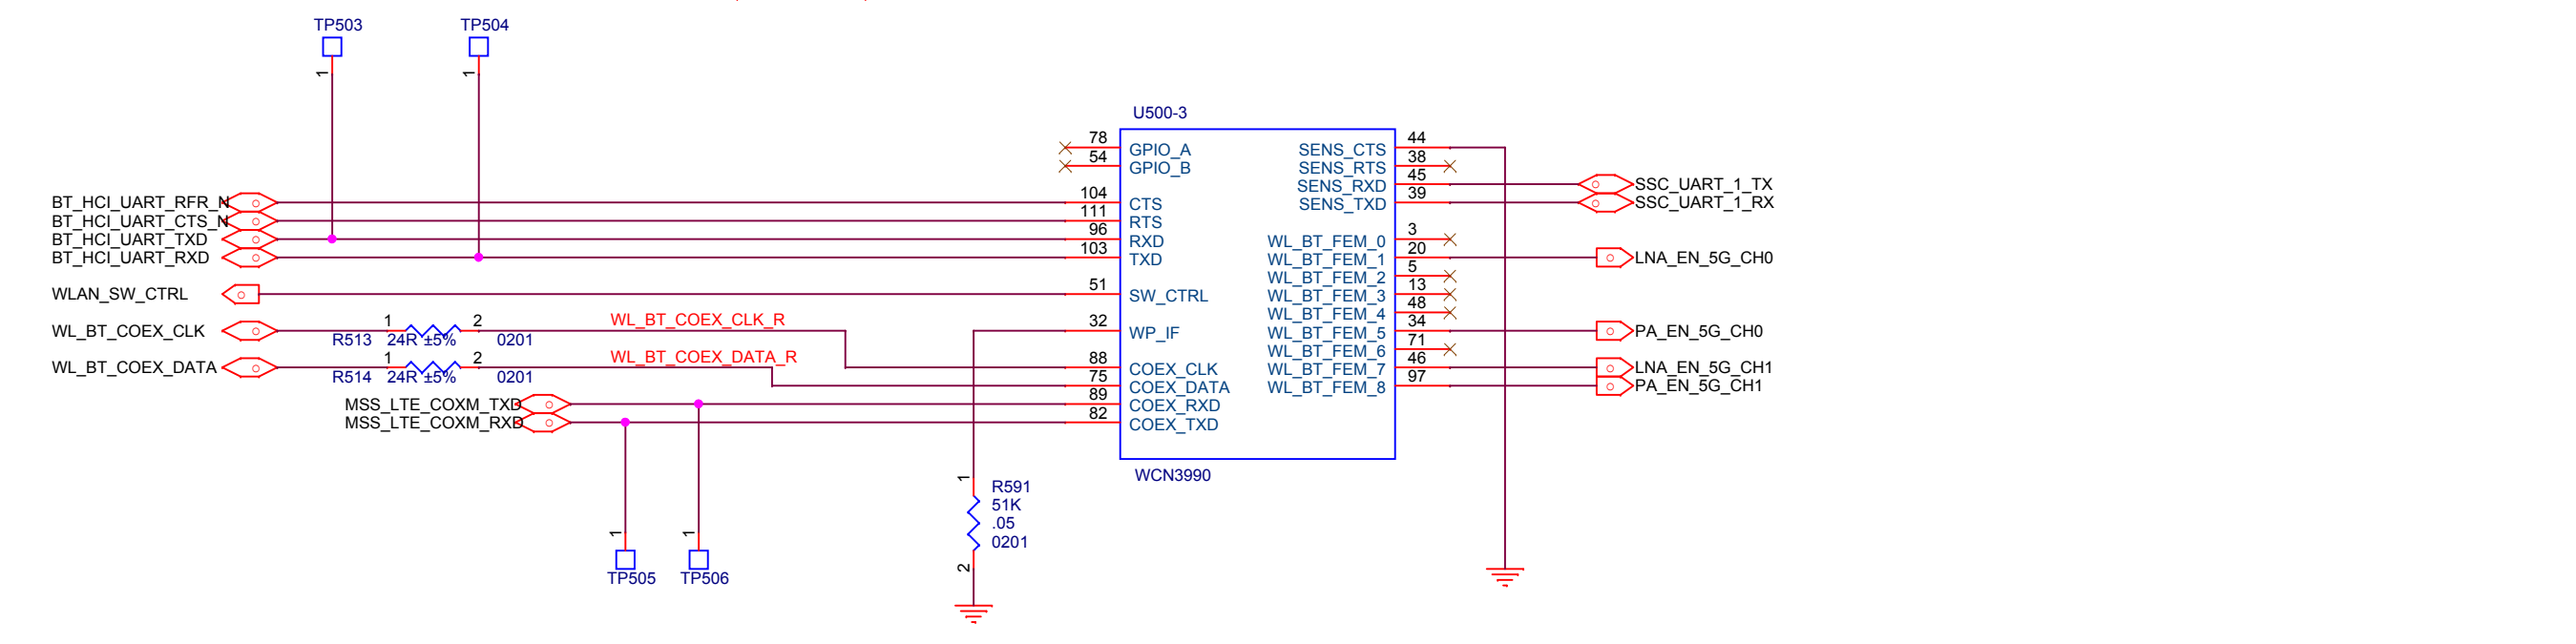 TP503 TP504
1 1
U500-3
78 GPIO_A SENS_CTS 44
54 GPIO_B SENS_RTS 38
SENS_RXD 45 SSC_UART_1_TX
BT_HCI_UART_RFR_N 104 CTS SENS_TXD 39 SSC_UART_1_RX
BT_HCI_UART_CTS_N 111 RTS
BT_HCI_UART_TXD 96 RXD WL_BT_FEM_0 3
BT_HCI_UART_RXD 103 TXD WL_BT_FEM_1 20 LNA_EN_5G_CH0
WL_BT_FEM_2 5
WLAN_SW_CTRL 51 SW_CTRL WL_BT_FEM_3 13
WL_BT_FEM_4 48
WL_BT_COEX_CLK 1 2 WL_BT_COEX_CLK_R 32 WP_IF WL_BT_FEM_5 34 PA_EN_5G_CH0
R513 24R ±5% 0201
WL_BT_FEM_6 71
WL_BT_COEX_DATA 1 2 WL_BT_COEX_DATA_R 88 COEX_CLK WL_BT_FEM_7 46 LNA_EN_5G_CH1
R514 24R ±5% 0201
75 COEX_DATA WL_BT_FEM_8 97 PA_EN_5G_CH1
MSS_LTE_COXM_TXD 89 COEX_RXD
MSS_LTE_COXM_RXD 82 COEX_TXD
WCN3990
1 R591
51K
.05
0201
2
1 1
TP505 TP506